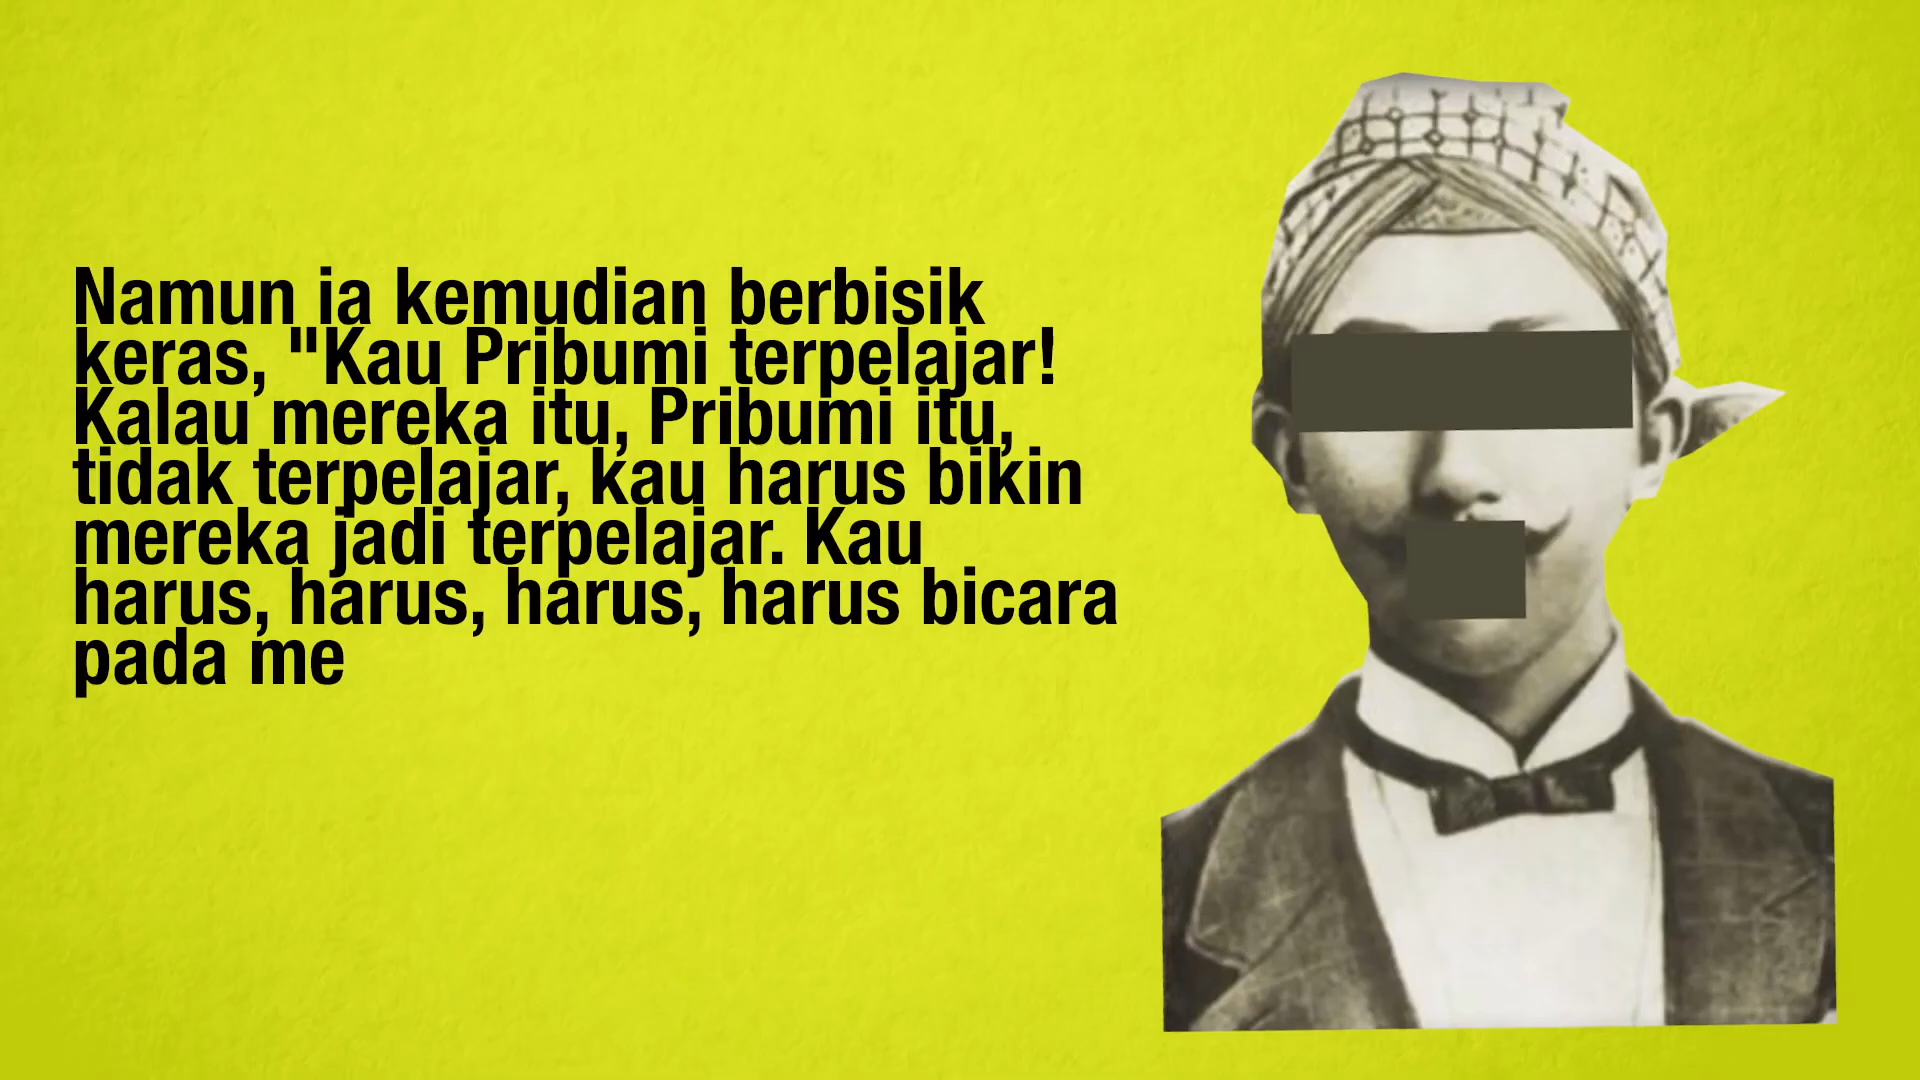 Namun ia kemudian berbisik
keras, "Kau Pribumi terpelajar!
Kalau mereka itu, Pribumi itu,
tidak terpelajar, kau harus bikin
mereka jadi terpelajar. Kau
harus, harus, harus, harus bicara
pada me